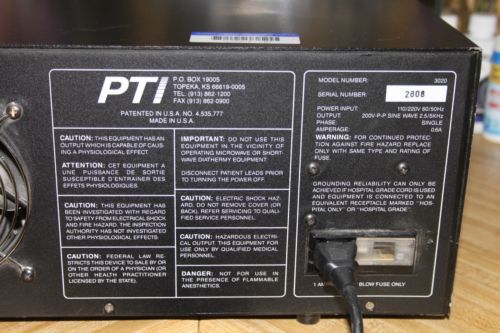 PTI
P.O. BOX 19005
TOPEKA, KS 66619-0005
TEL. (913) 862-1200
FAX (913) 862-0900
PATENTED IN U.S.A. NO. 4,535,777
MADE IN U.S.A.
CAUTION: THIS EQUIPMENT HAS AN
OUTPUT WHICH IS CAPABLE OF CAUS-
ING A PHYSIOLOGICAL EFFECT.
ATTENTION: CET EQUIPMENT A
UNE PUISSANCE DE SORTIE
SUSCEPTIBLE D'ENTRAINER DES
EFFETS PHYSIOLOGIQUES.
CAUTION: THIS EQUIPMENT HAS
BEEN INVESTIGATED WITH REGARD
TO SAFETY FROM ELECTRICAL SHOCK
AND FIRE HAZARD. THE INSPECTION
AUTHORITY HAS NOT INVESTIGATED
OTHER PHYSIOLOGICAL EFFECTS.
CAUTION: FEDERAL LAW RE-
STRICTS THIS DEVICE TO SALE BY OR
ON THE ORDER OF A PHYSICIAN (OR
OTHER HEALTH PRACTITIONER
LICENSED BY THE STATE).
IMPORTANT: DO NOT USE THIS
EQUIPMENT IN THE VICINITY OF
OPERATING MICROWAVE OR SHORT-
WAVE DIATHERMY EQUIPMENT.
DISCONNECT PATIENT LEADS PRIOR
TO TURNING THE POWER OFF.
CAUTION: ELECTRIC SHOCK HAZ-
ARD. DO NOT REMOVE COVER (OR
BACK). REFER SERVICING TO QUALI-
FIED SERVICE PERSONNEL.
CAUTION: HAZARDOUS ELECTRI-
CAL OUTPUT. THIS EQUIPMENT FOR
USE ONLY BY QUALIFIED MEDICAL
PERSONNEL.
DANGER: NOT FOR USE IN
THE PRESENCE OF FLAMMABLE
ANESTHETICS.
MODEL NUMBER: 3020
SERIAL NUMBER: 2808
POWER INPUT: 110/220V 60/50Hz
OUTPUT: 200V-P-P SINE WAVE 2.5/5KHz
PHASE SINGLE
AMPERAGE: 0.6A
WARNING: FOR CONTINUED PROTEC-
TION AGAINST FIRE HAZARD REPLACE
ONLY WITH SAME TYPE AND RATING OF
FUSE.
GROUNDING RELIABILITY CAN ONLY BE
ACHIEVED IF HOSPITAL GRADE CORD IS USED
AND EQUIPMENT IS CONNECTED TO AN
EQUIVALENT RECEPTACLE MARKED "HOS-
PITAL ONLY" OR "HOSPITAL GRADE".
1 AM BLOW FUSE ONLY